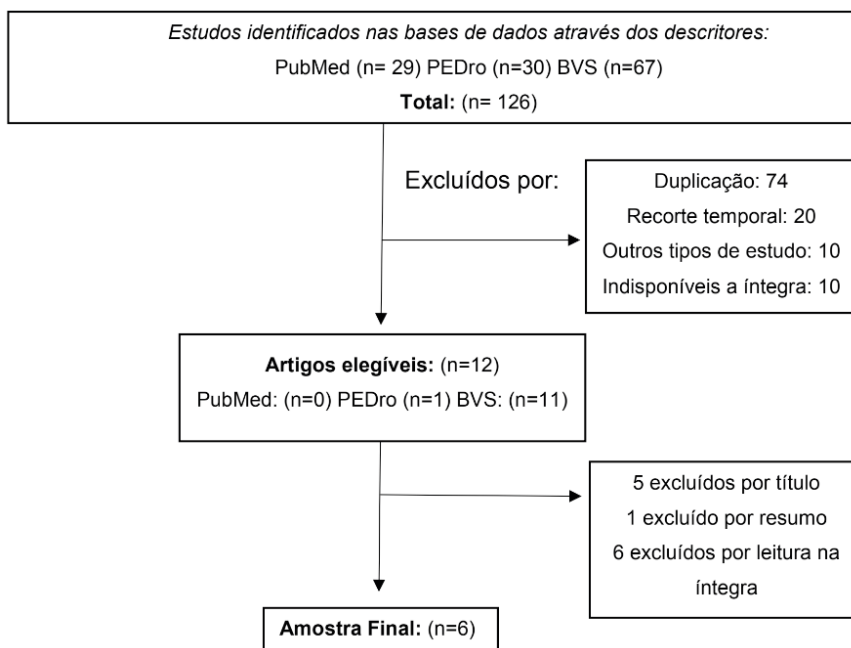 Estudos identificados nas bases de dados através dos descritores:
PubMed (n= 29) PEDro (n=30) BVS (n=67)
Total: (n= 126)
Excluídos por:
Duplicação: 74
Recorte temporal: 20
Outros tipos de estudo: 10
Indisponíveis a íntegra: 10
Artigos elegíveis: (n=12)
PubMed: (n=0) PEDro (n=1) BVS: (n=11)
5 excluídos por título
1 excluído por resumo
6 excluídos por leitura na
íntegra
Amostra Final: (n=6)